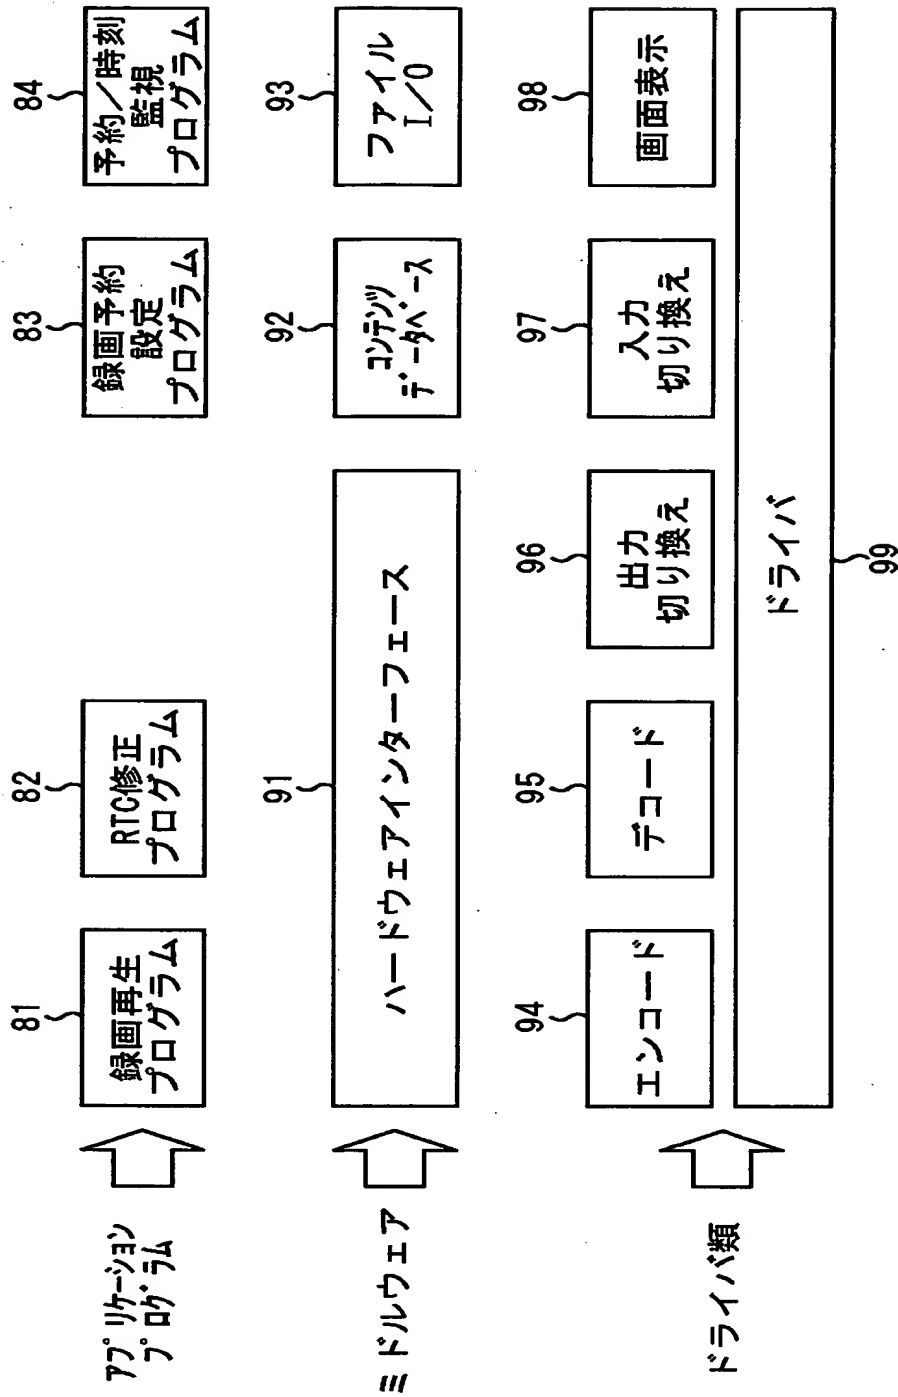 アプリケーション
プログラム
81
録画再生
プログラム
82
RTC修正
プログラム
83
録画予約
設定
プログラム
84
予約/時刻
監視
プログラム
ミドルウェア
91
ハードウェアインターフェース
92
コンテンツ
データベース
93
ファイル
I/O
ドライバ類
94
エンコード
95
デコード
96
出力
切り換え
97
入力
切り換え
98
画面表示
ドライバ
99